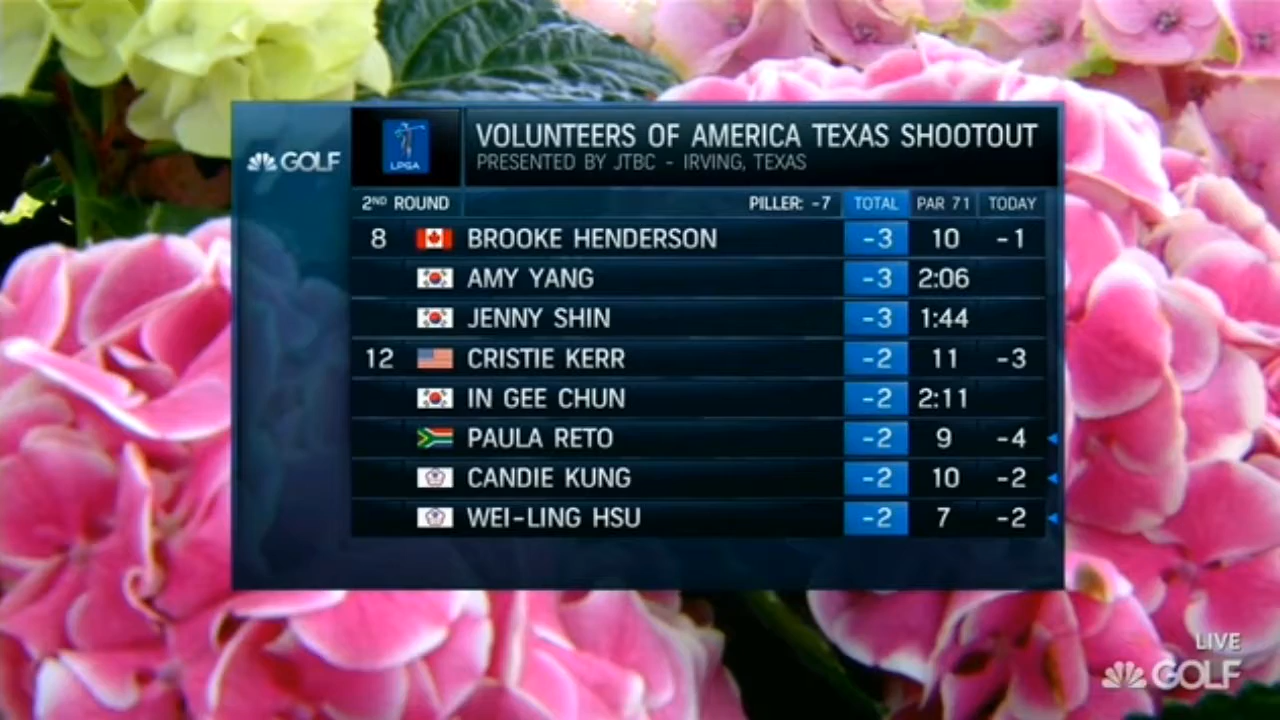 GOLF
LPGA
VOLUNTEERS OF AMERICA TEXAS SHOOTOUT
PRESENTED BY JTBC - IRVING, TEXAS
2ND ROUND PILLER: -7 TOTAL PAR 71 TODAY
8 BROOKE HENDERSON -3 10 -1
AMY YANG -3 2:06
JENNY SHIN -3 1:44
12 CRISTIE KERR -2 11 -3
IN GEE CHUN -2 2:11
PAULA RETO -2 9 -4
CANDIE KUNG -2 10 -2
WEI-LING HSU -2 7 -2
LIVE
GOLF